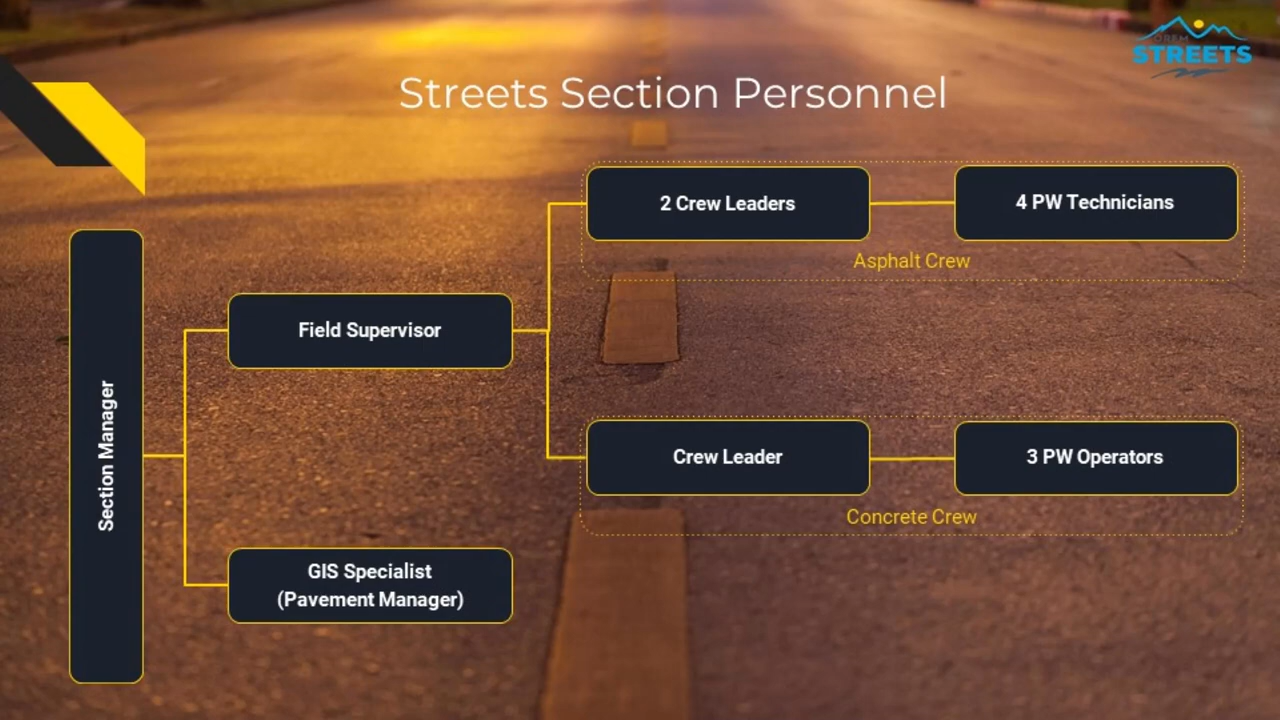 OREM
STREETS
Streets Section Personnel
2 Crew Leaders
4 PW Technicians
Asphalt Crew
Section Manager
Field Supervisor
Crew Leader
3 PW Operators
Concrete Crew
GIS Specialist
(Pavement Manager)